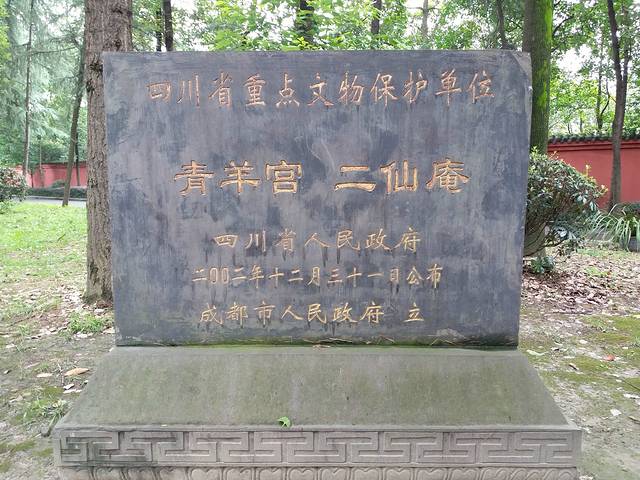 四川省重点文物保护单位
青羊宫 二仙庵
四川省人民政府
二00二年十二月三十一日公布
成都市人民政府 立